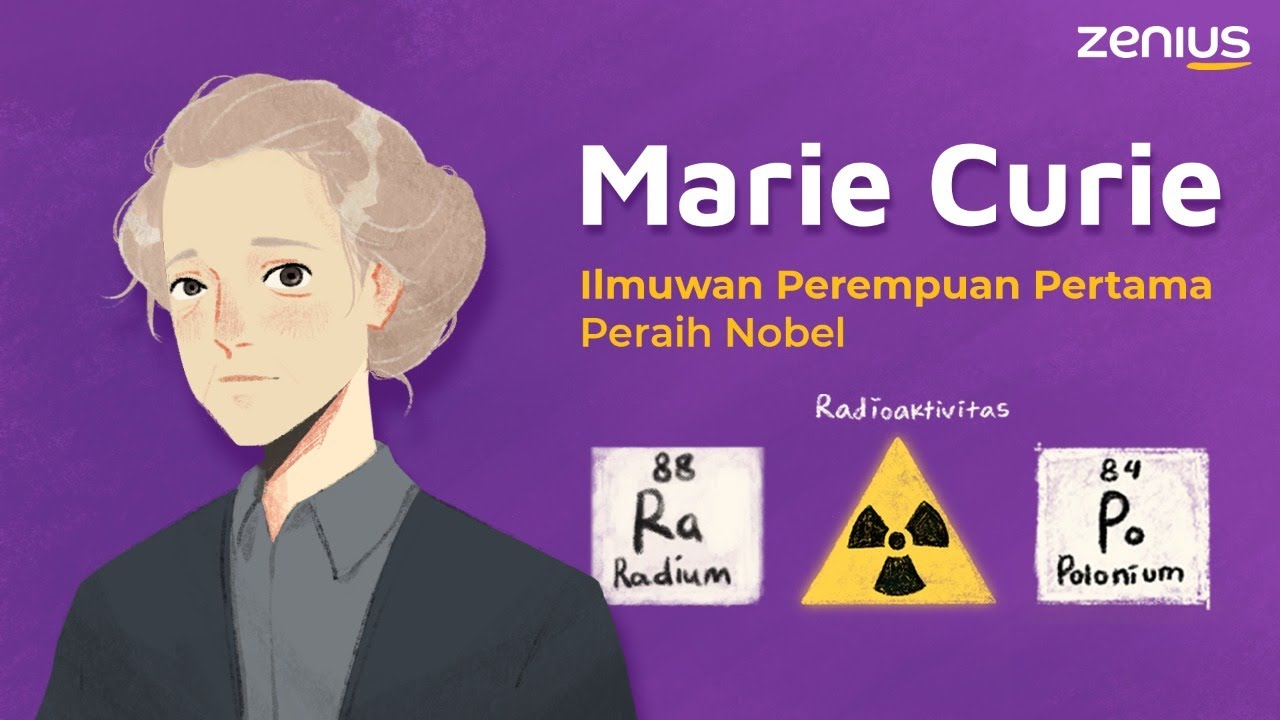 zenius
Marie Curie
Ilmuwan Perempuan Pertama
Peraih Nobel
Radioaktivitas
88
Ra
Radium
84
Po
Polonium